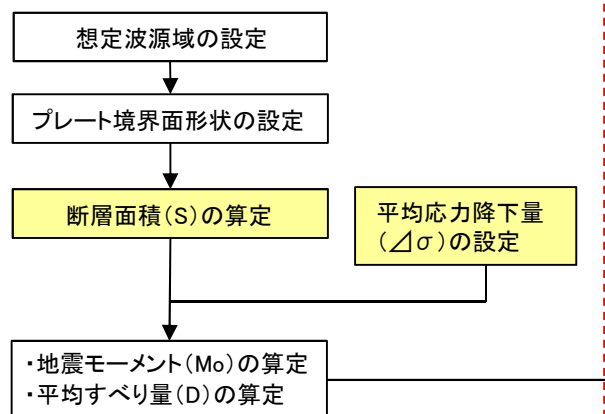 想定波源域の設定
プレート境界面形状の設定
断層面積(S)の算定
平均応力降下量
(⊿σ)の設定
・地震モーメント(Mo)の算定
・平均すべり量(D)の算定